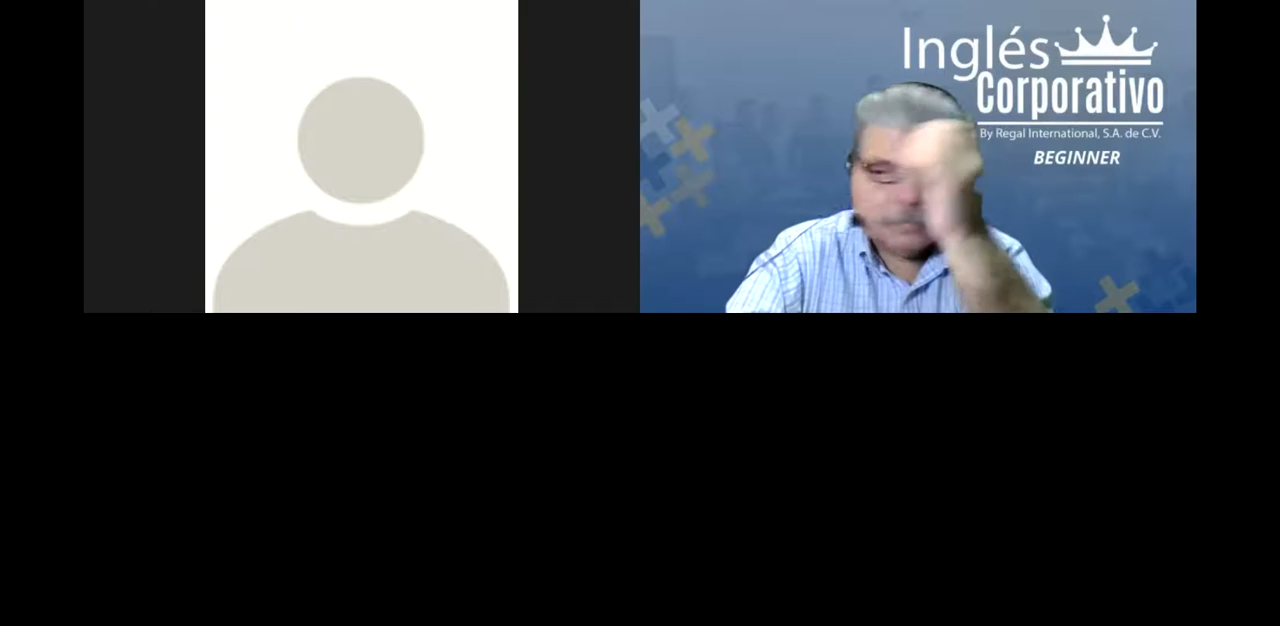 Inglés
Corporativo
By Regal International, S.A. de C.V.
BEGINNER